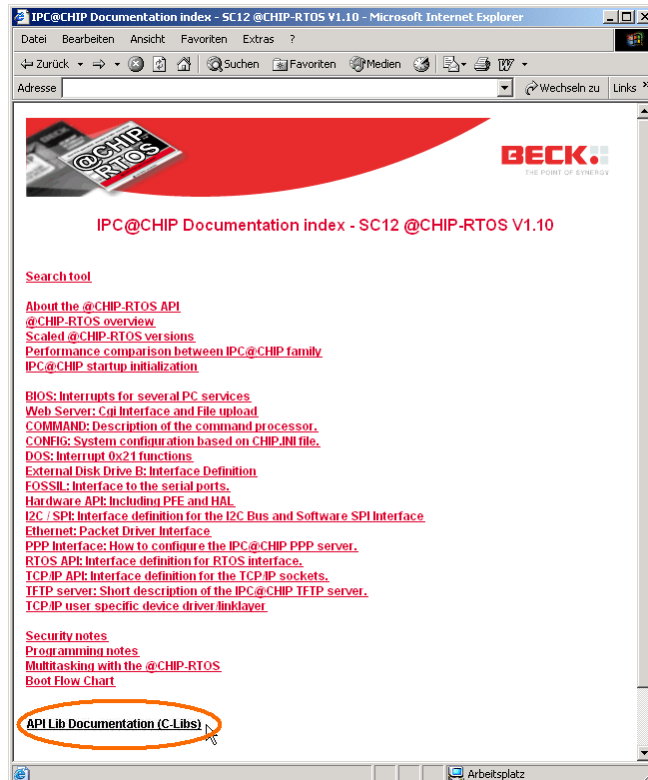 IPC@CHIP Documentation index - SC12 @CHIP-RTOS V1.10 - Microsoft Internet Explorer
Datei Bearbeiten Ansicht Favoriten Extras ?
Zurück Suchen Favoriten Medien
Adresse Wechseln zu Links »
@CHIP
RTOS
BECK
THE POINT OF SYNERGY
IPC@CHIP Documentation index - SC12 @CHIP-RTOS V1.10
Search tool
About the @CHIP-RTOS API
@CHIP-RTOS overview
Scaled @CHIP-RTOS versions
Performance comparison between IPC@CHIP family
IPC@CHIP startup initialization
BIOS: Interrupts for several PC services
Web Server: Cgi Interface and File upload
COMMAND: Description of the command processor.
CONFIG: System configuration based on CHIP.INI file.
DOS: Interrupt 0x21 functions
External Disk Drive B: Interface Definition
FOSSIL: Interface to the serial ports.
Hardware API: Including PFE and HAL
I2C / SPI: Interface definition for the I2C Bus and Software SPI Interface
Ethernet: Packet Driver Interface
PPP Interface: How to configure the IPC@CHIP PPP server.
RTOS API: Interface definition for RTOS interface.
TCP/IP API: Interface definition for the TCP/IP sockets.
TFTP server: Short description of the IPC@CHIP TFTP server.
TCP/IP user specific device driver/linklayer
Security notes
Programming notes
Multitasking with the @CHIP-RTOS
Boot Flow Chart
API Lib Documentation (C-Libs)
Arbeitsplatz